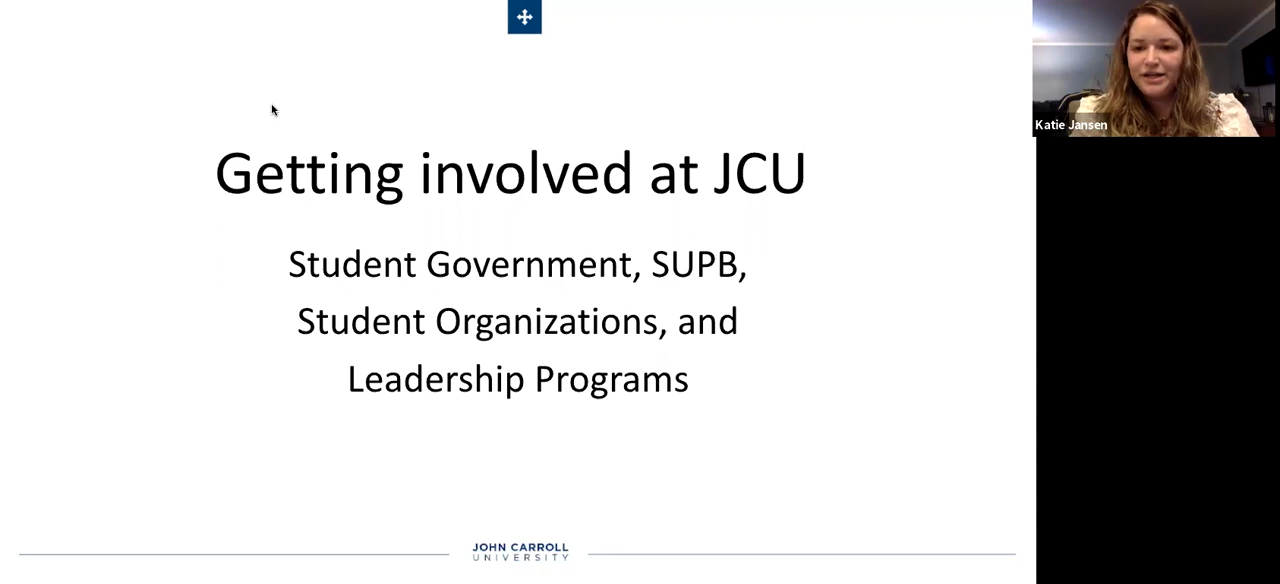 Getting involved at JCU
Student Government, SUPB,
Student Organizations, and
Leadership Programs
JOHN CARROLL
UNIVERSITY
Katie Jansen